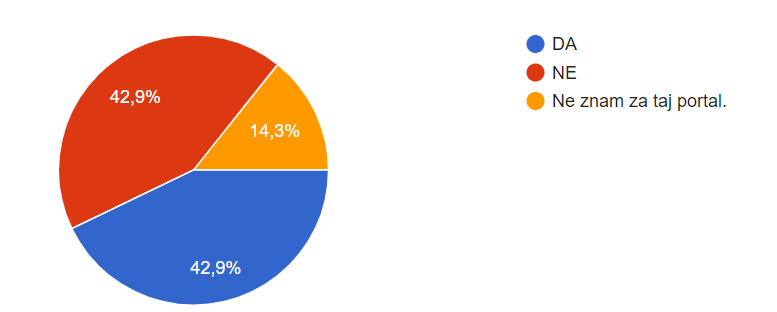 DA
NE
Ne znam za taj portal.
42,9%
14,3%
42,9%